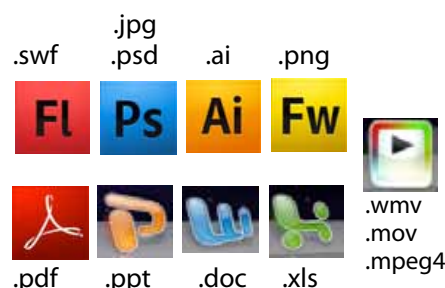 .jpg
.swf .psd .ai .png
Fl Ps Ai Fw
.wmv
.mov
.mpeg4
.pdf .ppt .doc .xls